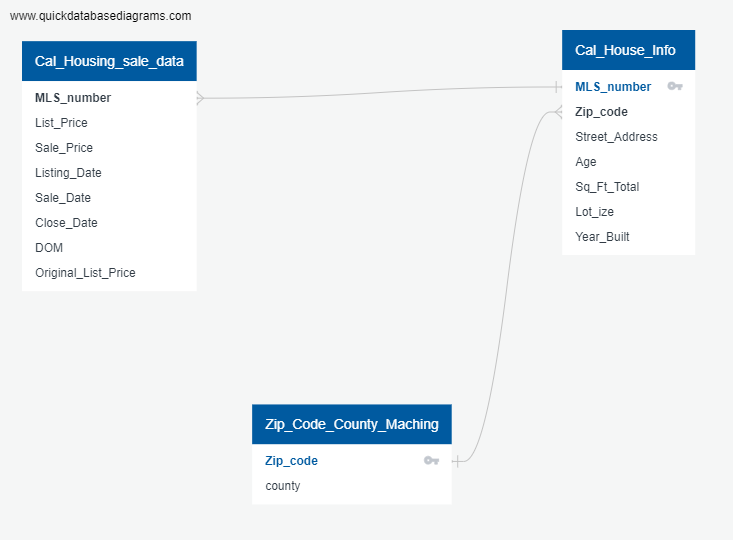 www.quickdatabasediagrams.com
Cal_Housing_sale_data
MLS_number
List_Price
Sale_Price
Listing_Date
Sale_Date
Close_Date
DOM
Original_List_Price
Cal_House_Info
MLS_number
Zip_code
Street_Address
Age
Sq_Ft_Total
Lot_ize
Year_Built
Zip_Code_County_Maching
Zip_code
county